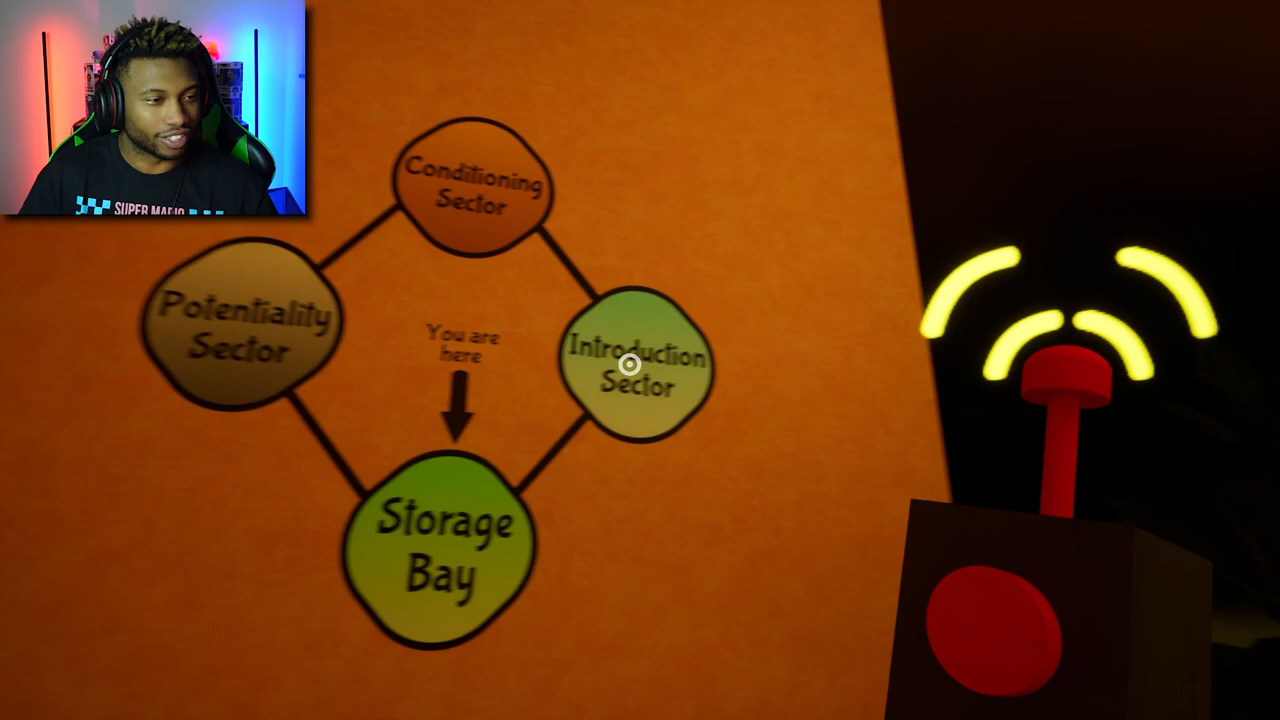 SUPER MARIO
Conditioning
Sector
Potentiality
Sector
You are
here
Introduction
Sector
Storage
Bay